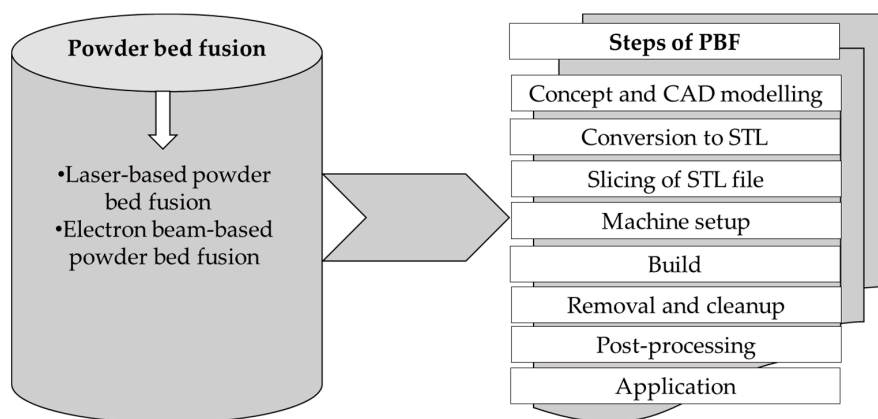 Powder bed fusion
•Laser-based powder
bed fusion
•Electron beam-based
powder bed fusion
Steps of PBF
Concept and CAD modelling
Conversion to STL
Slicing of STL file
Machine setup
Build
Removal and cleanup
Post-processing
Application